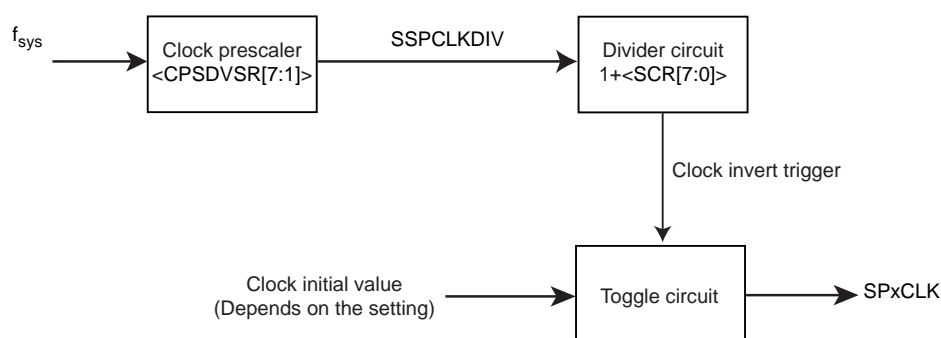 f_sys
Clock prescaler
<CPSDVSR[7:1]>
SSPCLKDIV
Divider circuit
1+<SCR[7:0]>
Clock invert trigger
Clock initial value
(Depends on the setting)
Toggle circuit
SPxCLK